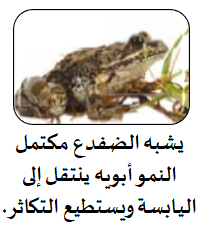 يشبه الضفدع مكتمل
النمو أبويه ينتقل إلى
اليابسة ويستطيع التكاثر.